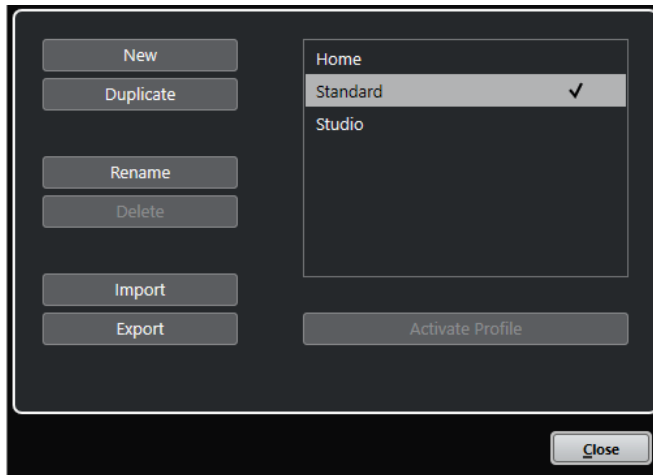 New
Duplicate
Rename
Delete
Import
Export
Home
Standard
Studio
Activate Profile
Close